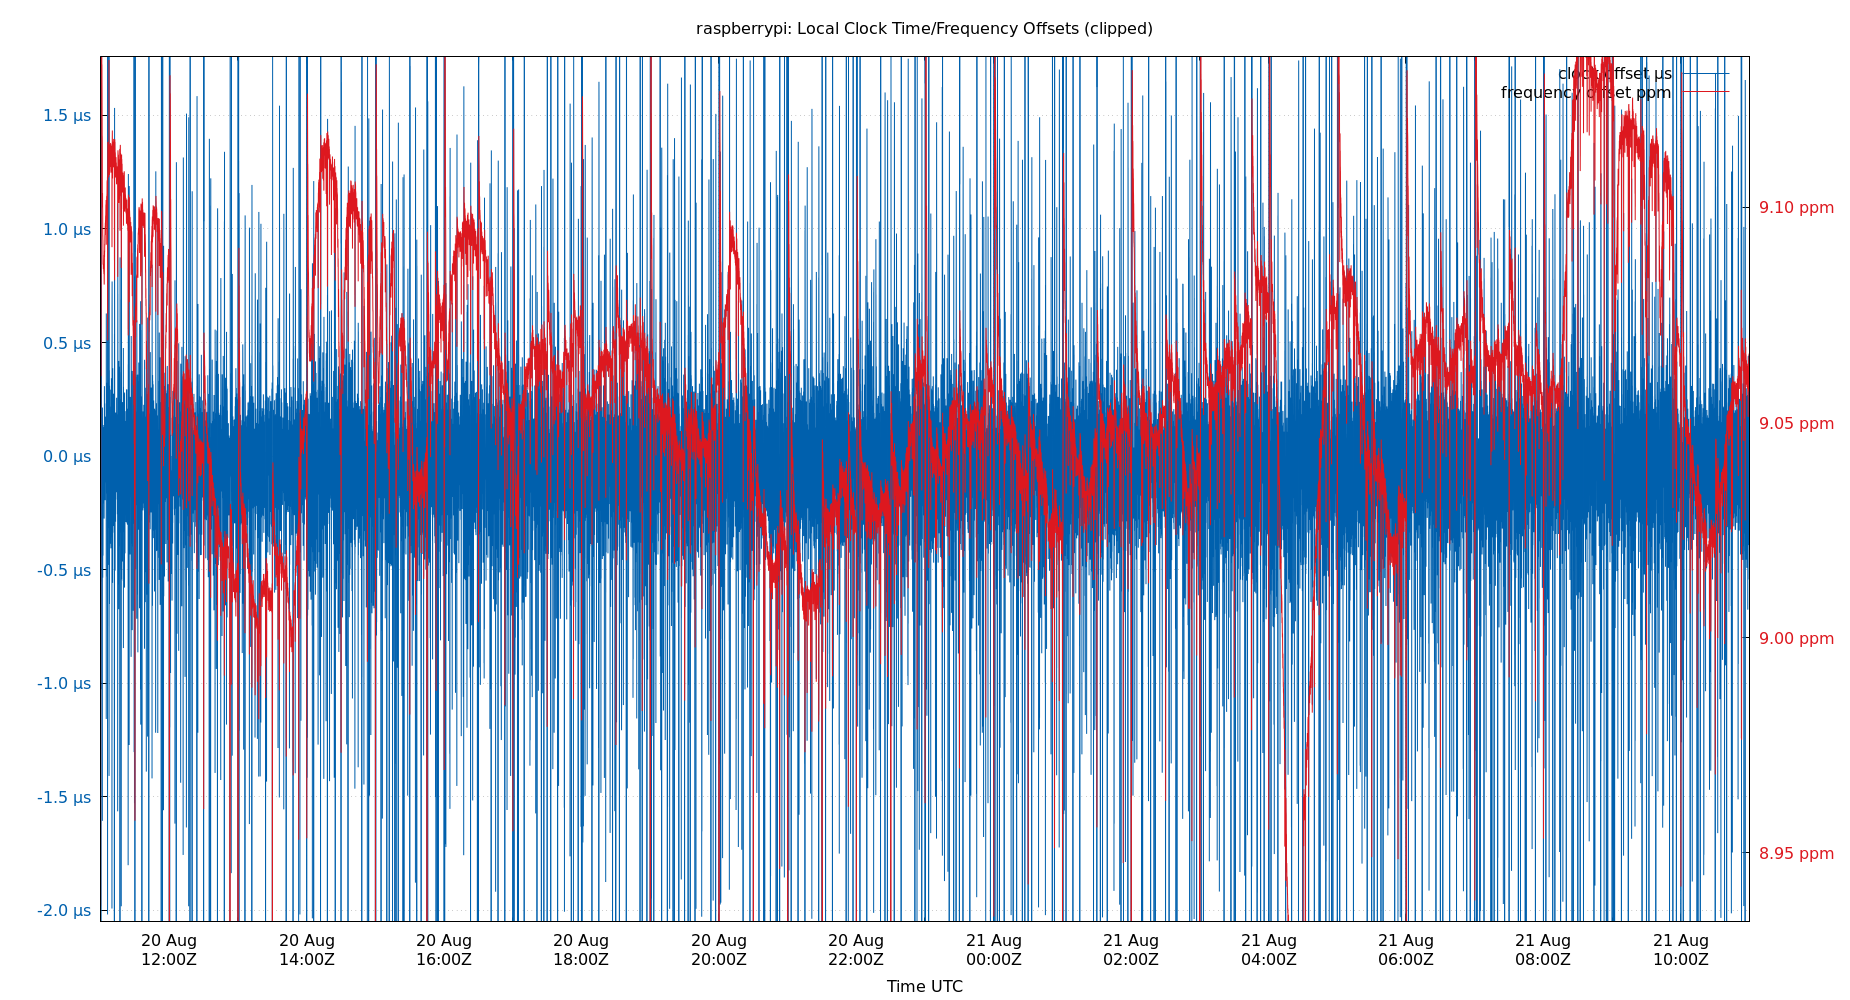 raspberrypi: Local Clock Time/Frequency Offsets (clipped)
clock offset µs
frequency offset ppm
1.5 µs
1.0 µs
0.5 µs
0.0 µs
-0.5 µs
-1.0 µs
-1.5 µs
-2.0 µs
9.10 ppm
9.05 ppm
9.00 ppm
8.95 ppm
20 Aug 20 Aug 20 Aug 20 Aug 20 Aug 20 Aug 21 Aug 21 Aug 21 Aug 21 Aug 21 Aug 21 Aug
12:00Z 14:00Z 16:00Z 18:00Z 20:00Z 22:00Z 00:00Z 02:00Z 04:00Z 06:00Z 08:00Z 10:00Z
Time UTC